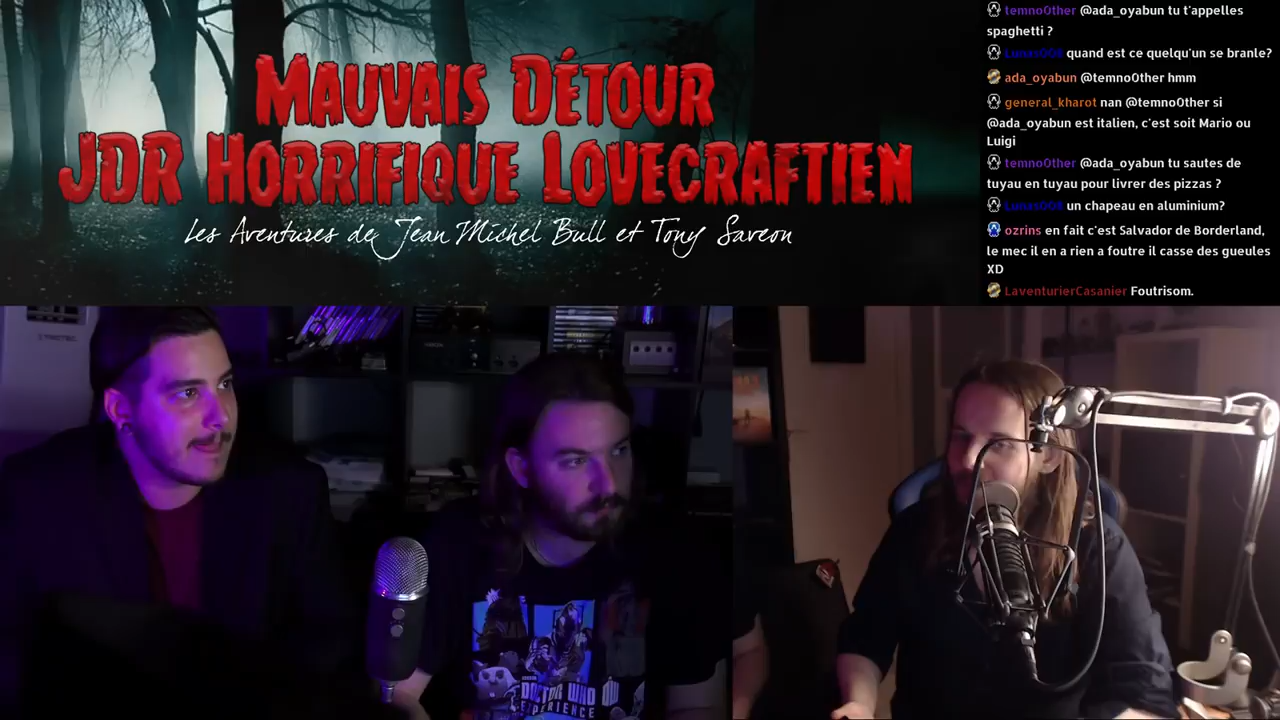 MAUVAIS DÉTOUR
JDR HORRIFIQUE LOVECRAFTIEN
Les Aventures de Jean Michel Bull et Tony Saveon
temno0ther @ada_oyabun tu t'appelles
spaghetti ?
Lunas008 quand est ce quelqu'un se branle?
ada_oyabun @temno0ther hmm
general_kharot nan @temno0ther si
@ada_oyabun est italien, c'est soit Mario ou
Luigi
temno0ther @ada_oyabun tu sautes de
tuyau en tuyau pour livrer des pizzas ?
Lunas008 un chapeau en aluminium?
ozrins en fait c'est Salvador de Borderland,
le mec il en a rien a foutre il casse des gueules
XD
LaventurierCasanier Foutrisom.
DOCTOR WHO
EXPERIENCE